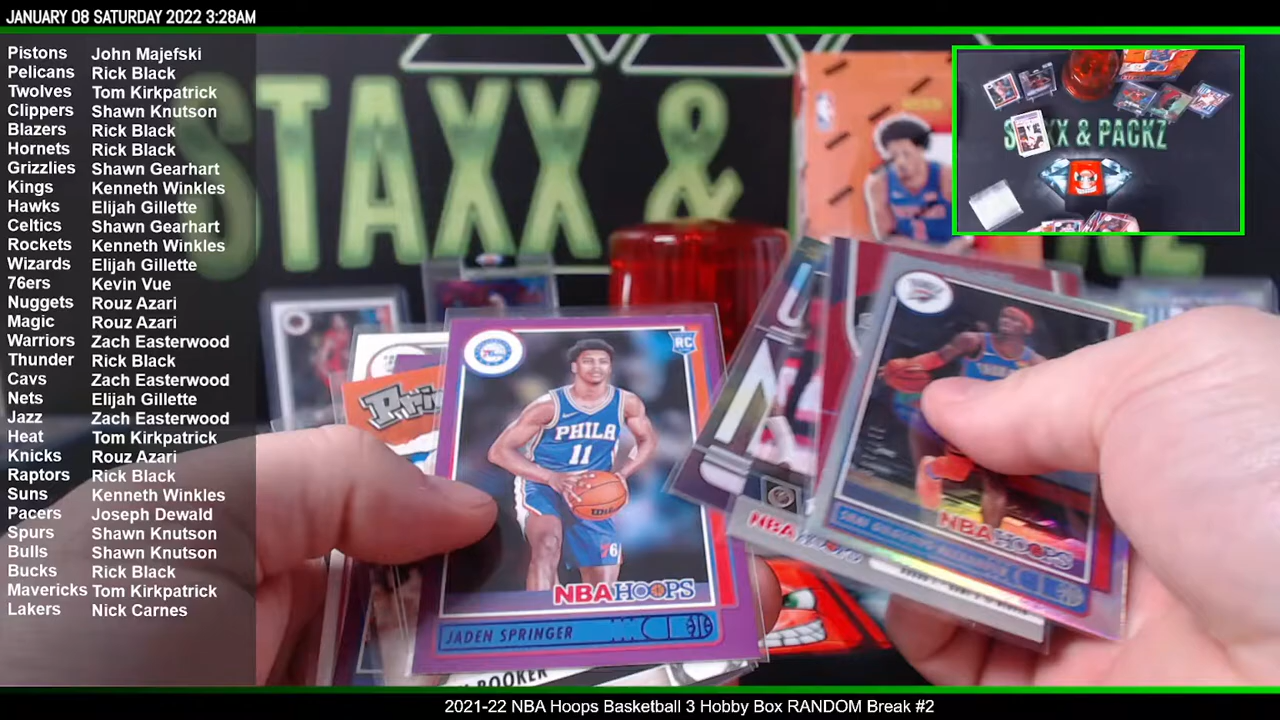 JANUARY 08 SATURDAY 2022 3:28AM
Pistons John Majefski
Pelicans Rick Black
Twolves Tom Kirkpatrick
Clippers Shawn Knutson
Blazers Rick Black
Hornets Rick Black
Grizzlies Shawn Gearhart
Kings Kenneth Winkles
Hawks Elijah Gillette
Celtics Shawn Gearhart
Rockets Kenneth Winkles
Wizards Elijah Gillette
76ers Kevin Vue
Nuggets Rouz Azari
Magic Rouz Azari
Warriors Zach Easterwood
Thunder Rick Black
Cavs Zach Easterwood
Nets Elijah Gillette
Jazz Zach Easterwood
Heat Tom Kirkpatrick
Knicks Rouz Azari
Raptors Rick Black
Suns Kenneth Winkles
Pacers Joseph Dewald
Spurs Shawn Knutson
Bulls Shawn Knutson
Bucks Rick Black
Mavericks Tom Kirkpatrick
Lakers Nick Carnes
STAXX &
XX & PACKZ
RC
PHILA
11
76
NBA HOOPS
JADEN SPRINGER
NBA HOOPS
NBA HOOPS
BOOKER
2021-22 NBA Hoops Basketball 3 Hobby Box RANDOM Break #2